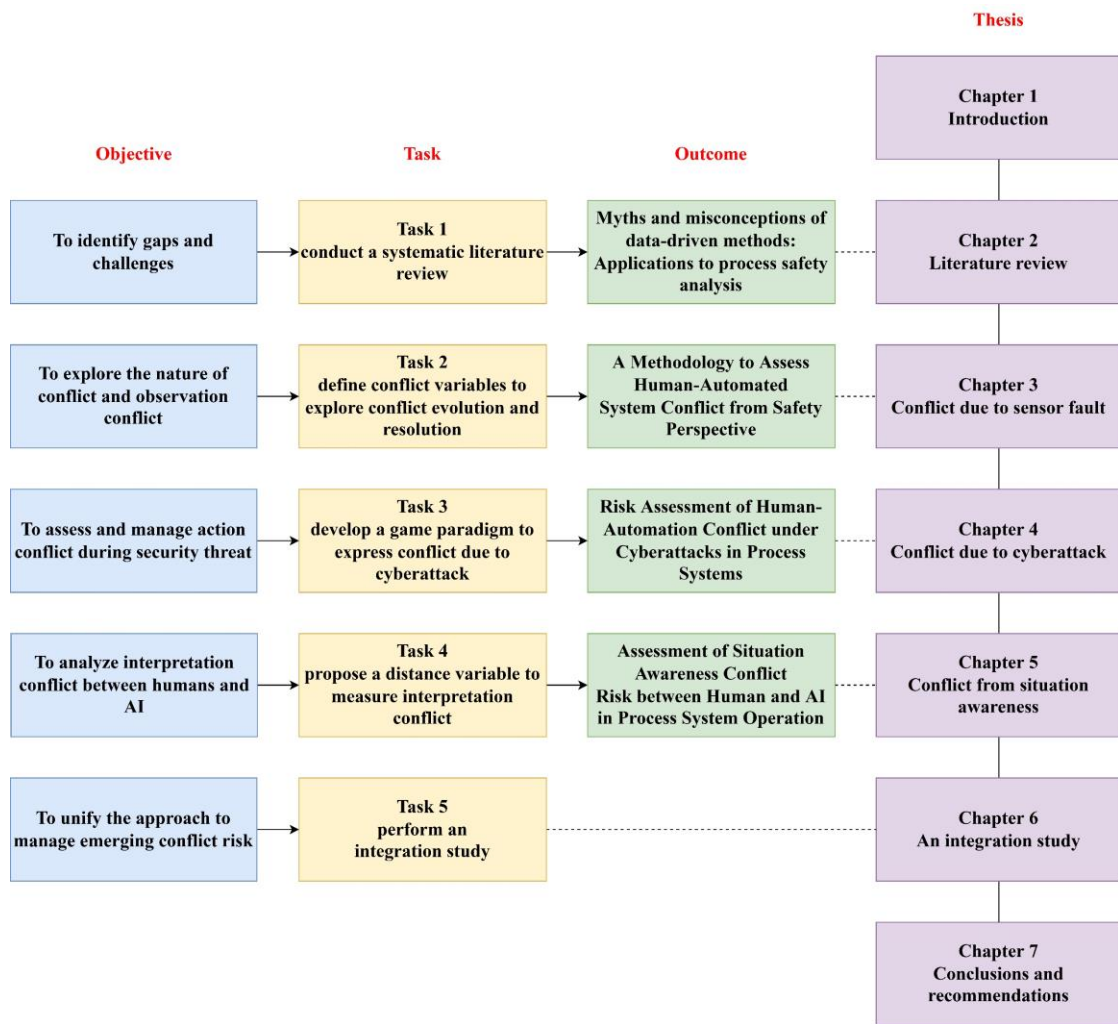 Thesis
Chapter 1
Introduction
Objective
Task
Outcome
To identify gaps and
challenges
Task 1
conduct a systematic literature
review
Myths and misconceptions of
data-driven methods:
Applications to process safety
analysis
Chapter 2
Literature review
To explore the nature of
conflict and observation
conflict
Task 2
define conflict variables to
explore conflict evolution and
resolution
A Methodology to Assess
Human-Automated
System Conflict from Safety
Perspective
Chapter 3
Conflict due to sensor fault
To assess and manage action
conflict during security threat
Task 3
develop a game paradigm to
express conflict due to
cyberattack
Risk Assessment of Human-
Automation Conflict under
Cyberattacks in Process
Systems
Chapter 4
Conflict due to cyberattack
To analyze interpretation
conflict between humans and
AI
Task 4
propose a distance variable to
measure interpretation
conflict
Assessment of Situation
Awareness Conflict
Risk between Human and AI
in Process System Operation
Chapter 5
Conflict from situation
awareness
To unify the approach to
manage emerging conflict risk
Task 5
perform an
integration study
Chapter 6
An integration study
Chapter 7
Conclusions and
recommendations